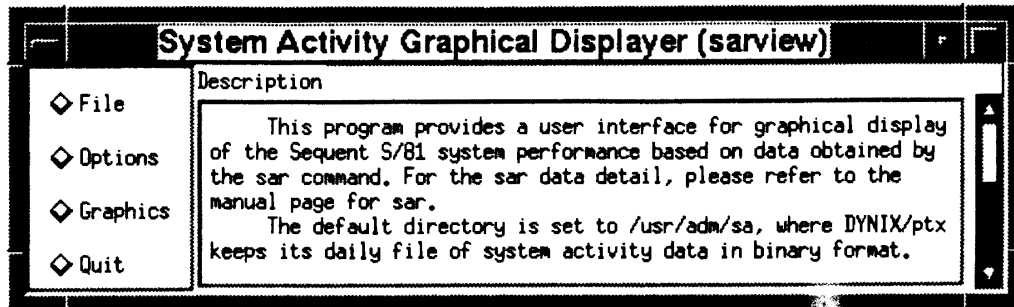 System Activity Graphical Displayer (sarview)
File
Options
Graphics
Quit
Description
This program provides a user interface for graphical display
of the Sequent S/81 system performance based on data obtained by
the sar command. For the sar data detail, please refer to the
manual page for sar.
The default directory is set to /usr/adm/sa, where DYNIX/ptx
keeps its daily file of system activity data in binary format.